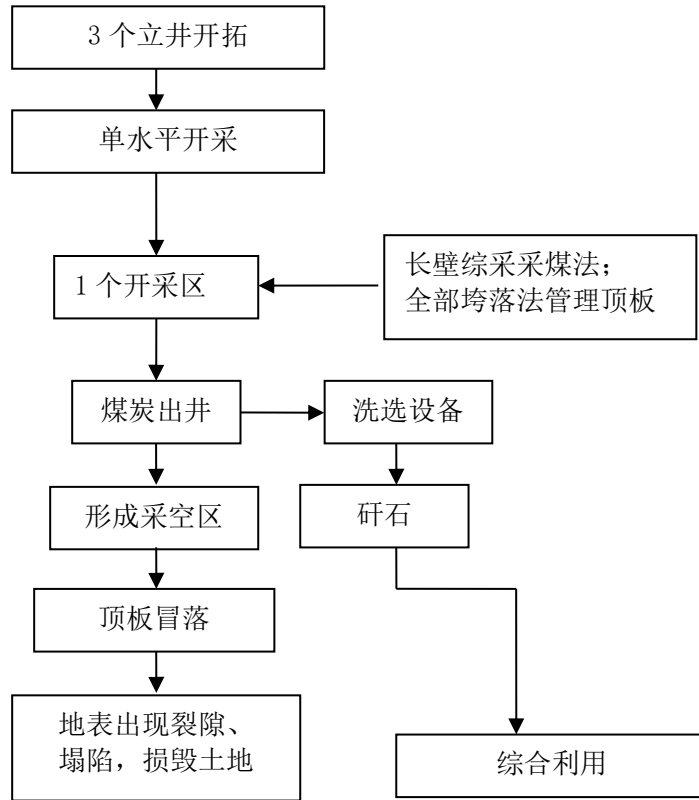 3 个立井开拓
单水平开采
1 个开采区
长壁综采采煤法；
全部垮落法管理顶板
煤炭出井
洗选设备
形成采空区
矸石
顶板冒落
地表出现裂隙、
塌陷，损毁土地
综合利用